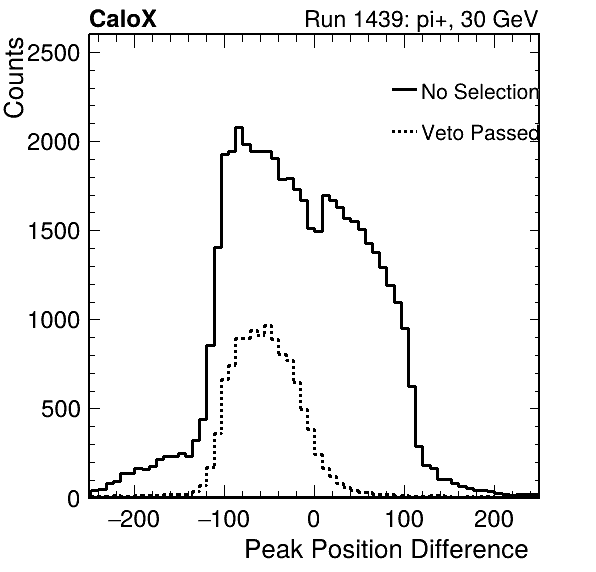 CaloX Run 1439: pi+, 30 GeV
Counts
2500
2000
1500
1000
500
0
No Selection
Veto Passed
−200 −100 0 100 200
Peak Position Difference